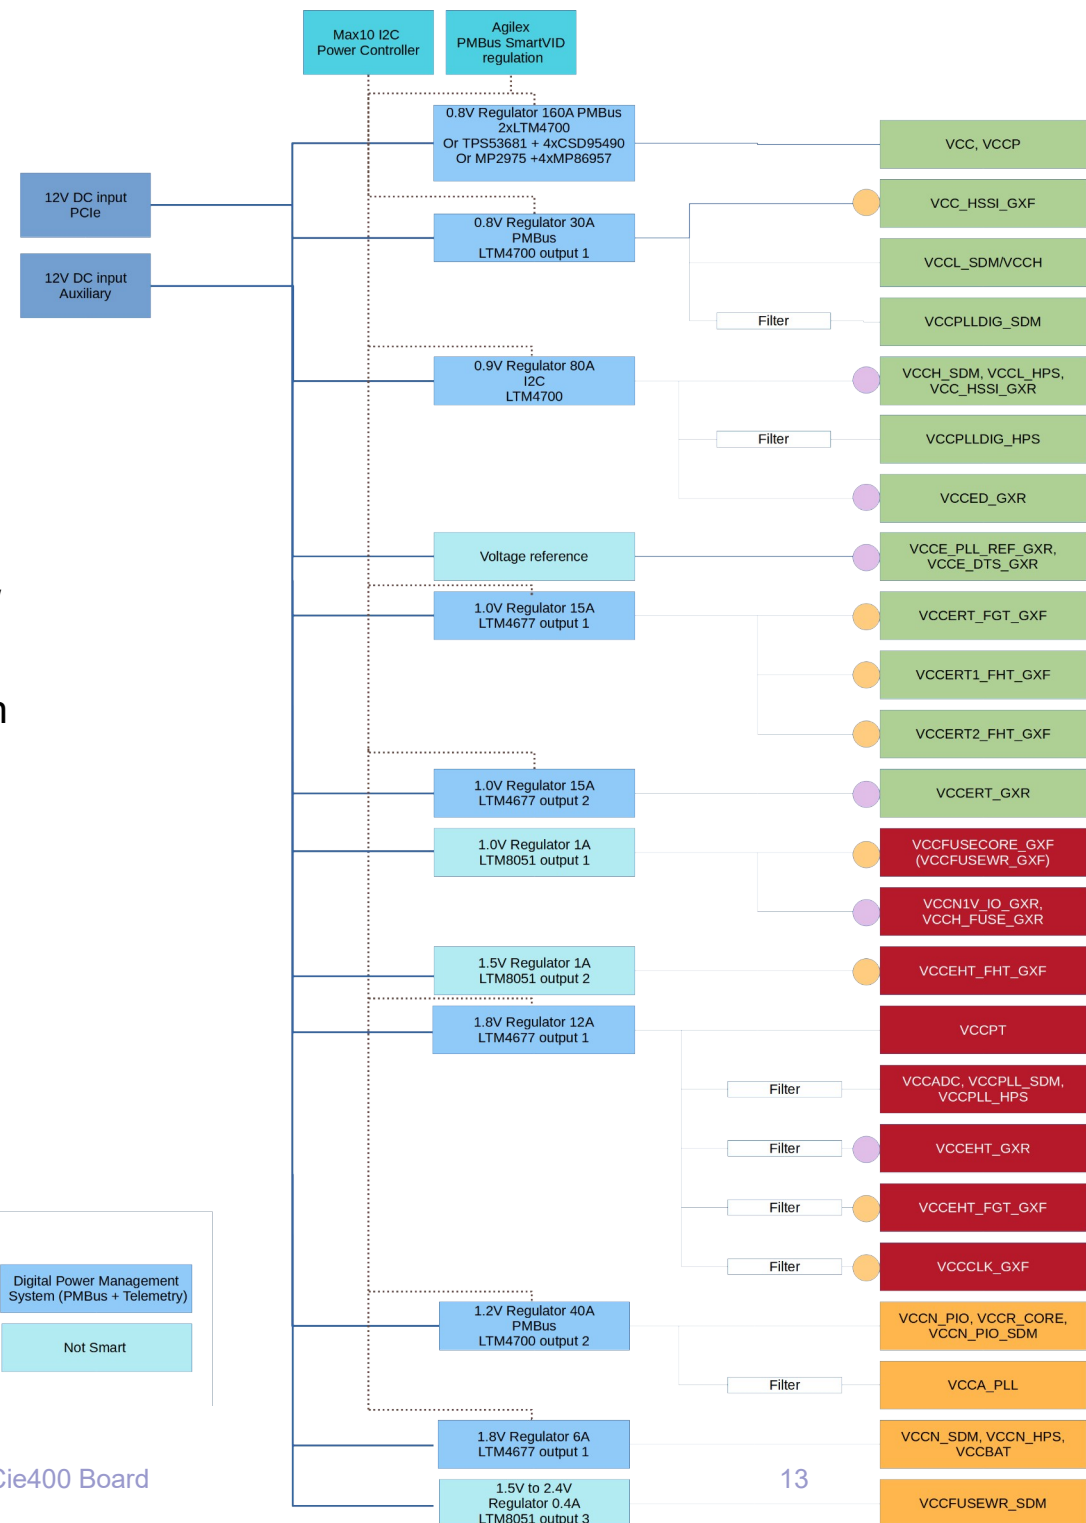 Max10 I2C
Power Controller
Agilex
PMBus SmartVID
regulation
12V DC input
PCIe
12V DC input
Auxiliary
0.8V Regulator 160A PMBus
2xLTM4700
Or TPS53681 + 4xCSD95490
Or MP2975 +4xMP86957
VCC, VCCP
0.8V Regulator 30A
PMBus
LTM4700 output 1
VCC_HSSI_GXF
VCCL_SDM/VCCH
Filter
VCCPLLDIG_SDM
0.9V Regulator 80A
I2C
LTM4700
VCCH_SDM, VCCL_HPS,
VCC_HSSI_GXR
Filter
VCCPLLDIG_HPS
VCCED_GXR
Voltage reference
VCCE_PLL_REF_GXR,
VCCE_DTS_GXR
1.0V Regulator 15A
LTM4677 output 1
VCCERT_FGT_GXF
VCCERT1_FHT_GXF
VCCERT2_FHT_GXF
1.0V Regulator 15A
LTM4677 output 2
VCCERT_GXR
1.0V Regulator 1A
LTM8051 output 1
VCCFUSECORE_GXF
(VCCFUSEWR_GXF)
VCCN1V_IO_GXR,
VCCH_FUSE_GXR
1.5V Regulator 1A
LTM8051 output 2
VCCEHT_FHT_GXF
1.8V Regulator 12A
LTM4677 output 1
VCCPT
Filter
VCCADC, VCCPLL_SDM,
VCCPLL_HPS
Filter
VCCEHT_GXR
Filter
VCCEHT_FGT_GXF
Filter
VCCCLK_GXF
Digital Power Management
System (PMBus + Telemetry)
Not Smart
1.2V Regulator 40A
PMBus
LTM4700 output 2
VCCN_PIO, VCCR_CORE,
VCCN_PIO_SDM
Filter
VCCA_PLL
1.8V Regulator 6A
LTM4677 output 1
VCCN_SDM, VCCN_HPS,
VCCBAT
1.5V to 2.4V
Regulator 0.4A
LTM8051 output 3
VCCFUSEWR_SDM
Cie400 Board
13